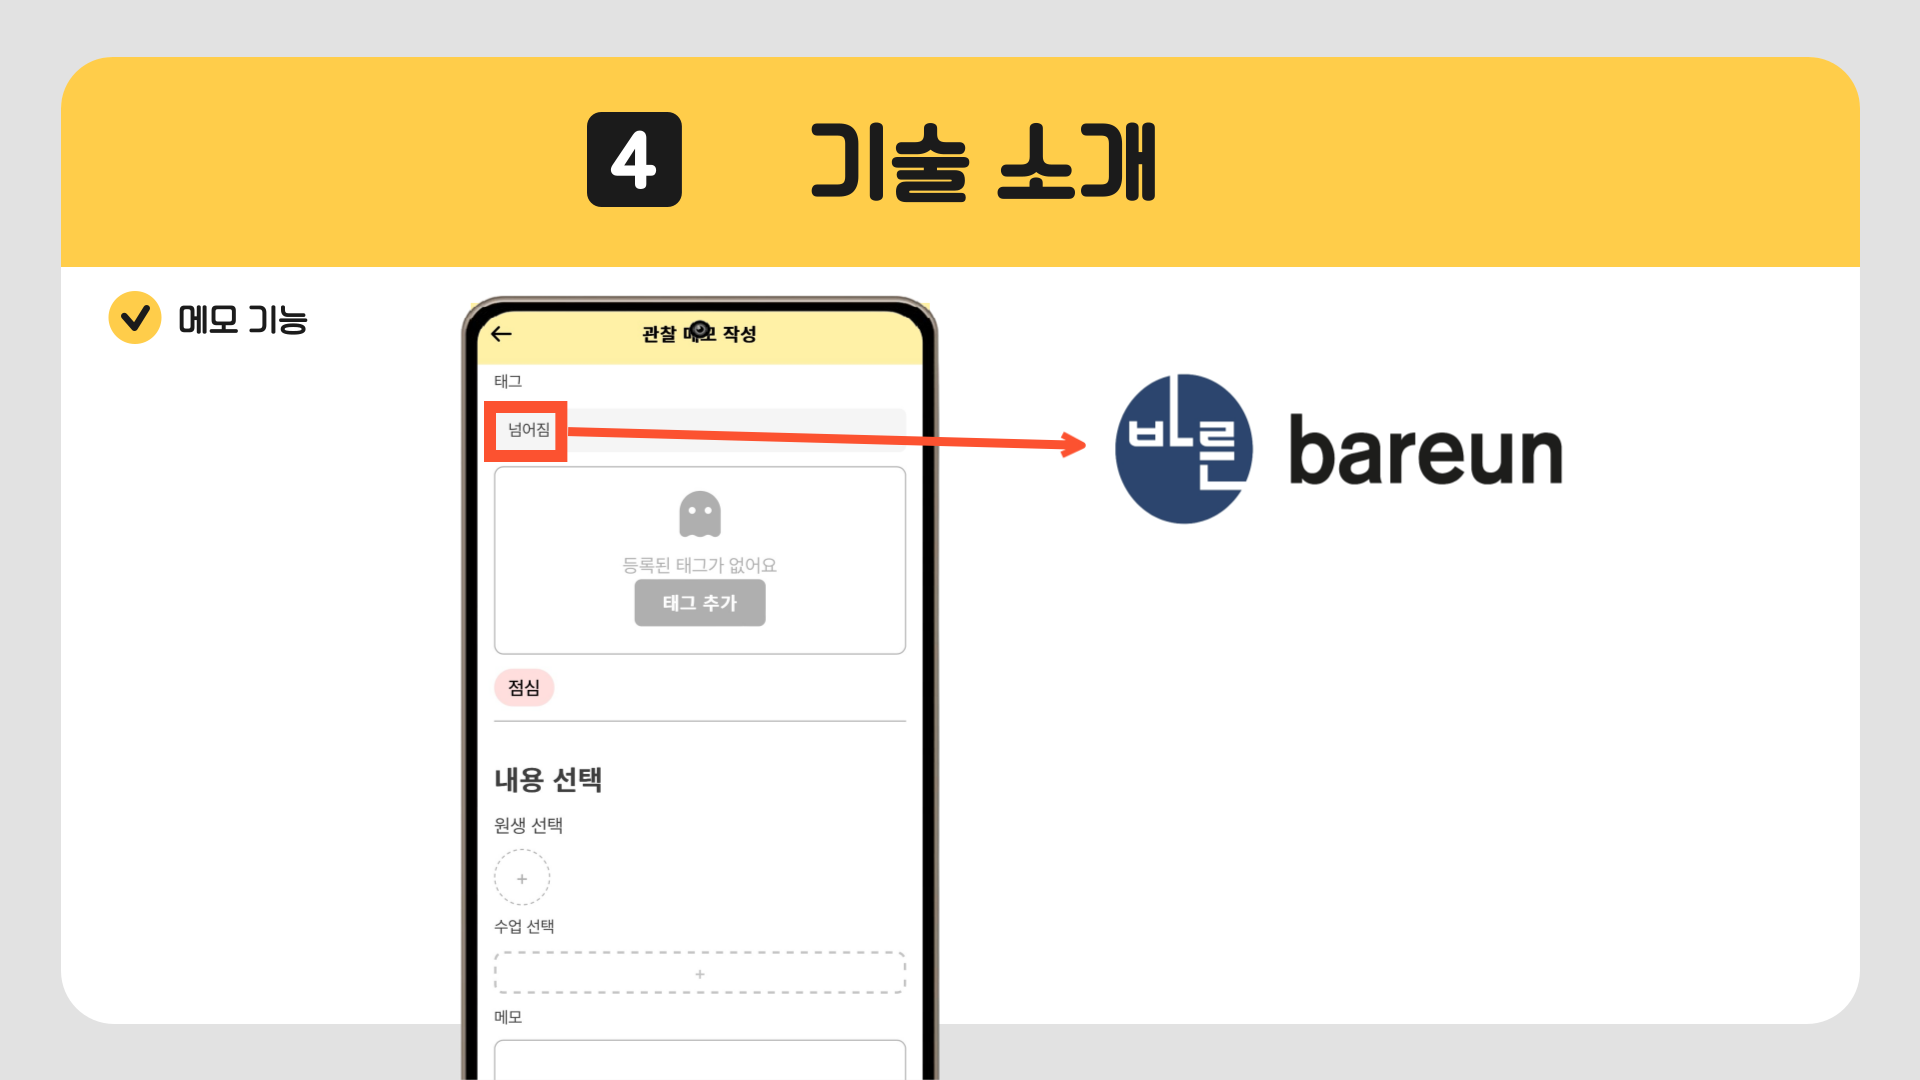 4 기술 소개
메모 기능
관찰 메모 작성
태그
넘어짐
바른 bareun
등록된 태그가 없어요
태그 추가
점심
내용 선택
원생 선택
+
수업 선택
+
메모